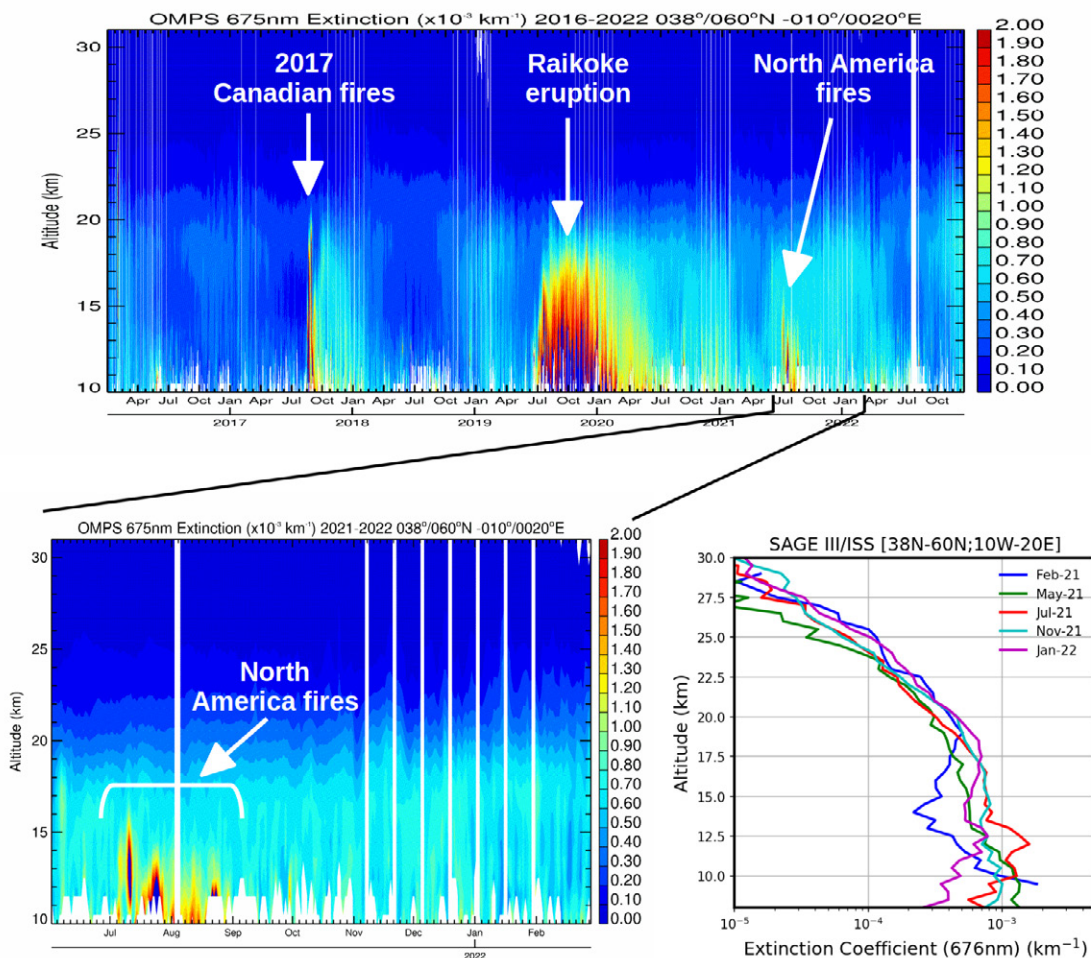 OMPS 675nm Extinction (x10⁻³ km⁻¹) 2016-2022 038°/060°N -010°/0020°E
2017
Canadian fires
Raikoke
eruption
North America
fires
Altitude (km)
30
25
20
15
10
2.00
1.90
1.80
1.70
1.60
1.50
1.40
1.30
1.20
1.10
1.00
0.90
0.80
0.70
0.60
0.50
0.40
0.30
0.20
0.10
0.00
Apr Jul Oct Jan Apr Jul Oct Jan Apr Jul Oct Jan Apr Jul Oct Jan Apr Jul Oct Jan Apr Jul Oct Jan Apr Jul Oct
2017 2018 2019 2020 2021 2022
OMPS 675nm Extinction (x10⁻³ km⁻¹) 2021-2022 038°/060°N -010°/0020°E
North
America fires
Altitude (km)
30
25
20
15
10
2.00
1.90
1.80
1.70
1.60
1.50
1.40
1.30
1.20
1.10
1.00
0.90
0.80
0.70
0.60
0.50
0.40
0.30
0.20
0.10
0.00
Jul Aug Sep Oct Nov Dec Jan Feb
2022
SAGE III/ISS [38N-60N;10W-20E]
Feb-21
May-21
Jul-21
Nov-21
Jan-22
Altitude (km)
30.0
27.5
25.0
22.5
20.0
17.5
15.0
12.5
10.0
10⁻⁵ 10⁻⁴ 10⁻³
Extinction Coefficient (676nm) (km⁻¹)